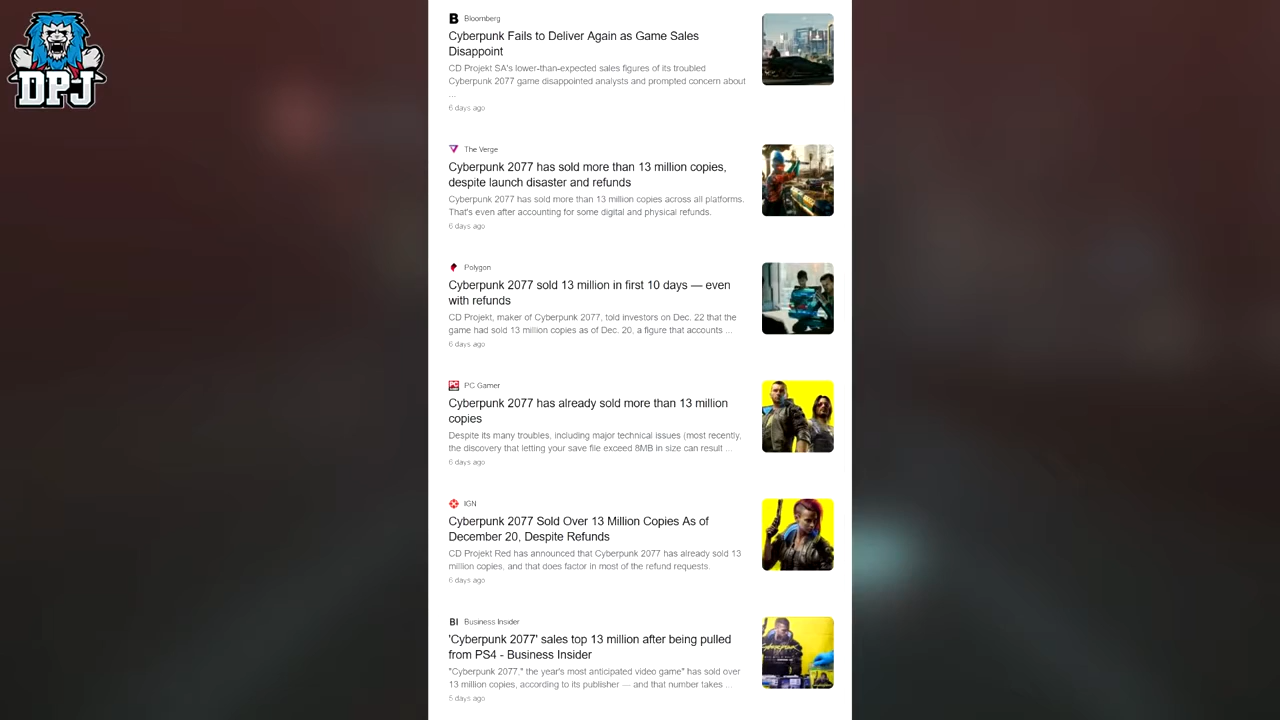 DPJ
Bloomberg
Cyberpunk Fails to Deliver Again as Game Sales
Disappoint
CD Projekt SA's lower-than-expected sales figures of its troubled
Cyberpunk 2077 game disappointed analysts and prompted concern about
...
6 days ago
The Verge
Cyberpunk 2077 has sold more than 13 million copies,
despite launch disaster and refunds
Cyberpunk 2077 has sold more than 13 million copies across all platforms.
That's even after accounting for some digital and physical refunds.
6 days ago
Polygon
Cyberpunk 2077 sold 13 million in first 10 days — even
with refunds
CD Projekt, maker of Cyberpunk 2077, told investors on Dec. 22 that the
game had sold 13 million copies as of Dec. 20, a figure that accounts ...
6 days ago
PC Gamer
Cyberpunk 2077 has already sold more than 13 million
copies
Despite its many troubles, including major technical issues (most recently,
the discovery that letting your save file exceed 8MB in size can result ...
6 days ago
IGN
Cyberpunk 2077 Sold Over 13 Million Copies As of
December 20, Despite Refunds
CD Projekt Red has announced that Cyberpunk 2077 has already sold 13
million copies, and that does factor in most of the refund requests.
6 days ago
BI Business Insider
'Cyberpunk 2077' sales top 13 million after being pulled
from PS4 - Business Insider
"Cyberpunk 2077," the year's most anticipated video game" has sold over
13 million copies, according to its publisher — and that number takes ...
5 days ago